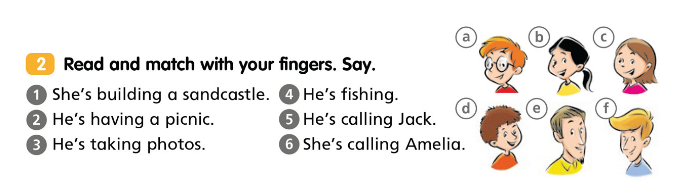 2 Read and match with your fingers. Say.
1 She's building a sandcastle.
2 He's having a picnic.
3 He's taking photos.
4 He's fishing.
5 He's calling Jack.
6 She's calling Amelia.
a b c
d e f